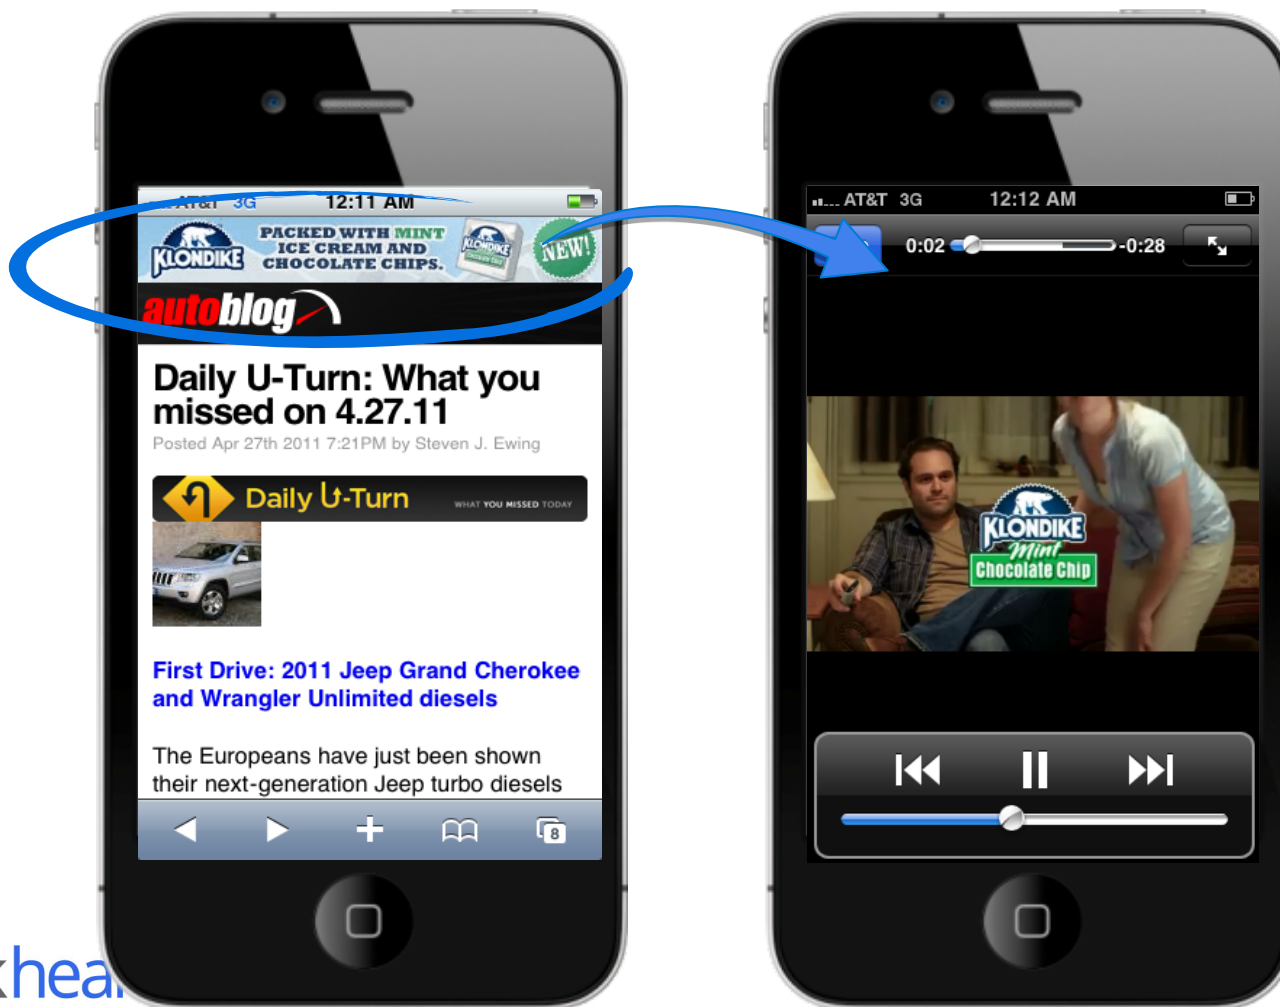 AT&T 3G 12:11 AM
KLONDIKE
PACKED WITH MINT
ICE CREAM AND
CHOCOLATE CHIPS.
KLONDIKE
NEW!
autoblog
Daily U-Turn: What you
missed on 4.27.11
Posted Apr 27th 2011 7:21PM by Steven J. Ewing
Daily U-Turn WHAT YOU MISSED TODAY
First Drive: 2011 Jeep Grand Cherokee
and Wrangler Unlimited diesels
The Europeans have just been shown
their next-generation Jeep turbo diesels
8
AT&T 3G 12:12 AM
0:02 -0:28
KLONDIKE
Mint
Chocolate Chip